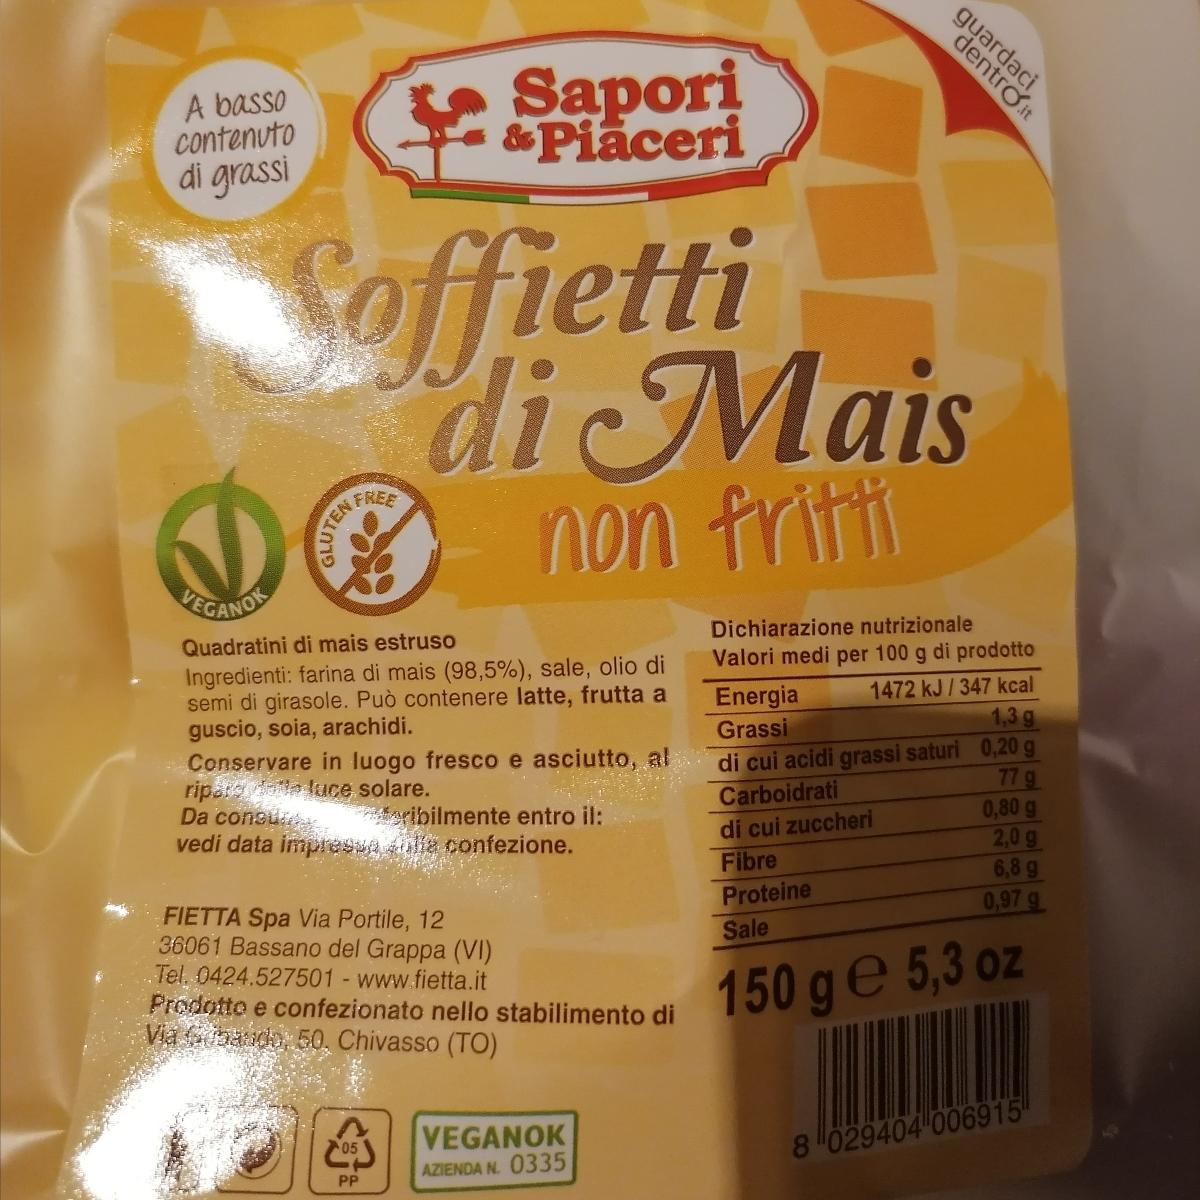 A basso
contenuto
di grassi
Sapori
& Piaceri
guardaci
dentro.it
Soffietti
di Mais
non fritti
VEGANOK
GLUTEN FREE
Quadratini di mais estruso
Ingredienti: farina di mais (98,5%), sale, olio di
semi di girasole. Può contenere latte, frutta a
guscio, soia, arachidi.
Conservare in luogo fresco e asciutto, al
riparo dalla luce solare.
Da consumarsi preferibilmente entro il:
vedi data impressa sulla confezione.
FIETTA Spa Via Portile, 12
36061 Bassano del Grappa (VI)
Tel. 0424.527501 - www.fietta.it
Prodotto e confezionato nello stabilimento di
Via 50, Chivasso (TO)
Dichiarazione nutrizionale
Valori medi per 100 g di prodotto
Energia 1472 kJ / 347 kcal
Grassi 1,3 g
di cui acidi grassi saturi 0,20 g
Carboidrati 77 g
di cui zuccheri 0,80 g
Fibre 2,0 g
Proteine 6,8 g
Sale 0,97 g
150 g e 5,3 oz
8 029404 006915
05
PP
VEGANOK
AZIENDA N. 0335